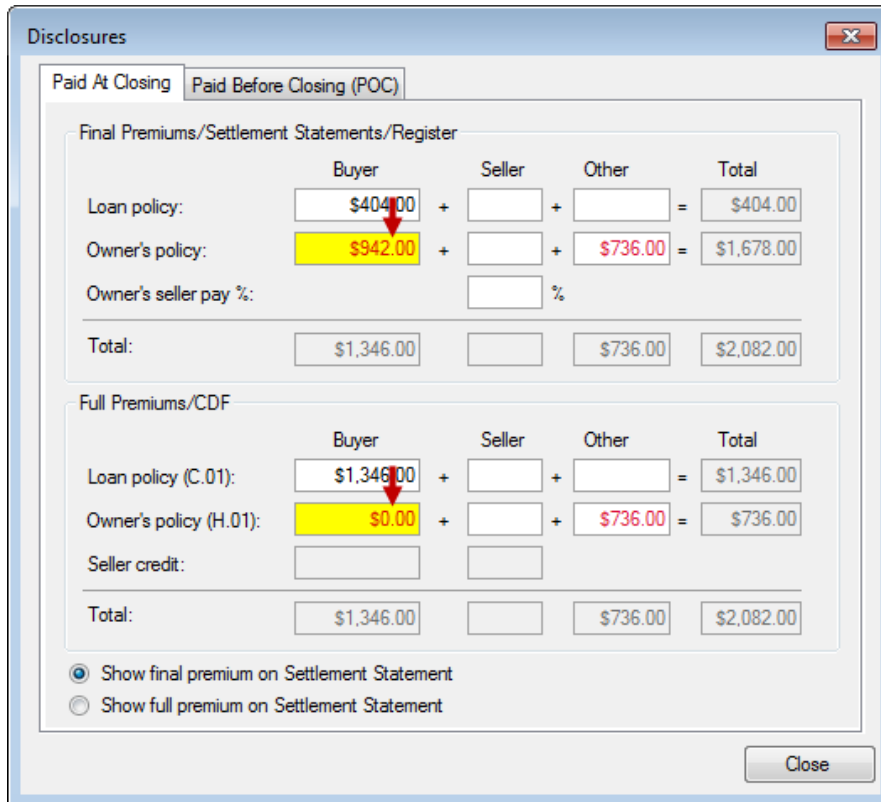 Disclosures
Paid At Closing Paid Before Closing (POC)
Final Premiums/Settlement Statements/Register
Buyer Seller Other Total
Loan policy: $404.00 + + = $404.00
Owner's policy: $942.00 + + $736.00 = $1,678.00
Owner's seller pay %: %
Total: $1,346.00 $736.00 $2,082.00
Full Premiums/CDF
Buyer Seller Other Total
Loan policy (C.01): $1,346.00 + + = $1,346.00
Owner's policy (H.01): $0.00 + + $736.00 = $736.00
Seller credit:
Total: $1,346.00 $736.00 $2,082.00
Show final premium on Settlement Statement
Show full premium on Settlement Statement
Close